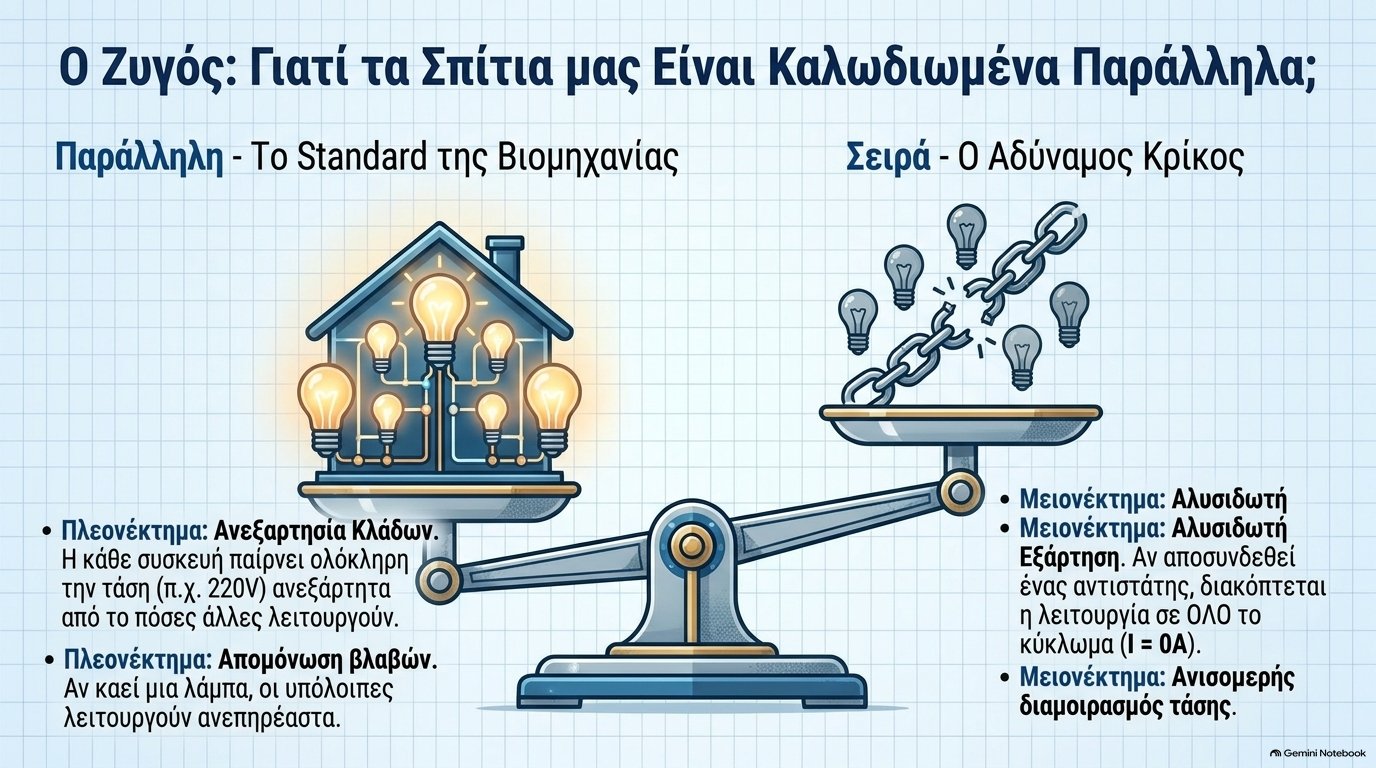 Ο Ζυγός: Γιατί τα Σπίτια μας Είναι Καλωδιωμένα Παράλληλα;
Παράλληλη - Το Standard της Βιομηχανίας
Σειρά - Ο Αδύναμος Κρίκος
• Πλεονέκτημα: Ανεξαρτησία Κλάδων.
Η κάθε συσκευή παίρνει ολόκληρη
την τάση (π.χ. 220V) ανεξάρτητα
από το πόσες άλλες λειτουργούν.
• Πλεονέκτημα: Απομόνωση βλαβών.
Αν καεί μια λάμπα, οι υπόλοιπες
λειτουργούν ανεπηρέαστα.
• Μειονέκτημα: Αλυσιδωτή
• Μειονέκτημα: Αλυσιδωτή
Εξάρτηση. Αν αποσυνδεθεί
ένας αντιστάτης, διακόπτεται
η λειτουργία σε ΟΛΟ το
κύκλωμα (I = 0A).
• Μειονέκτημα: Ανισομερής
διαμοιρασμός τάσης.
Gemini Notebook